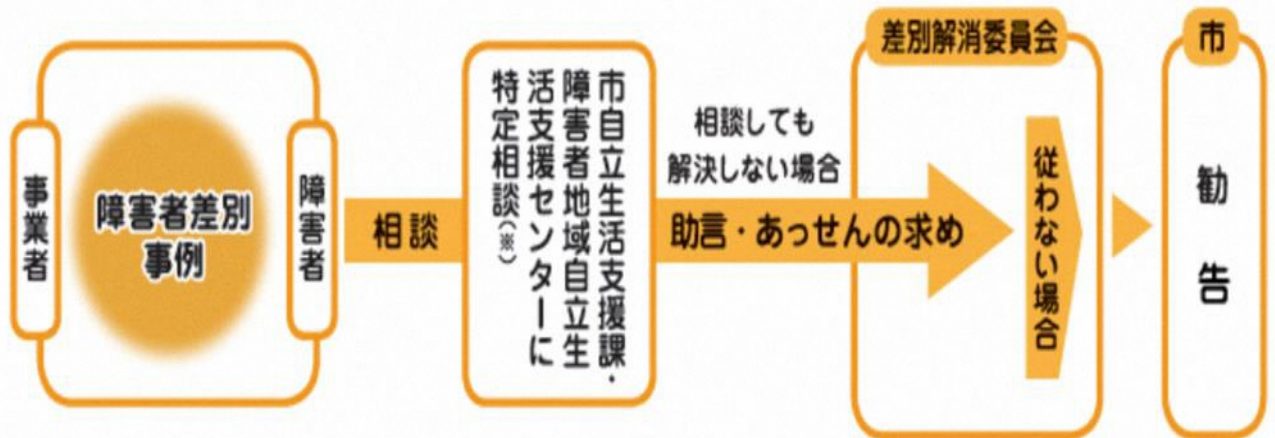 事業者
障害者差別
事例
障害者
相談
市自立生活支援課・
障害者地域自立生
活支援センターに
特定相談(※)
相談しても
解決しない場合
助言・あっせんの求め
差別解消委員会
従わない場合
市
勧告